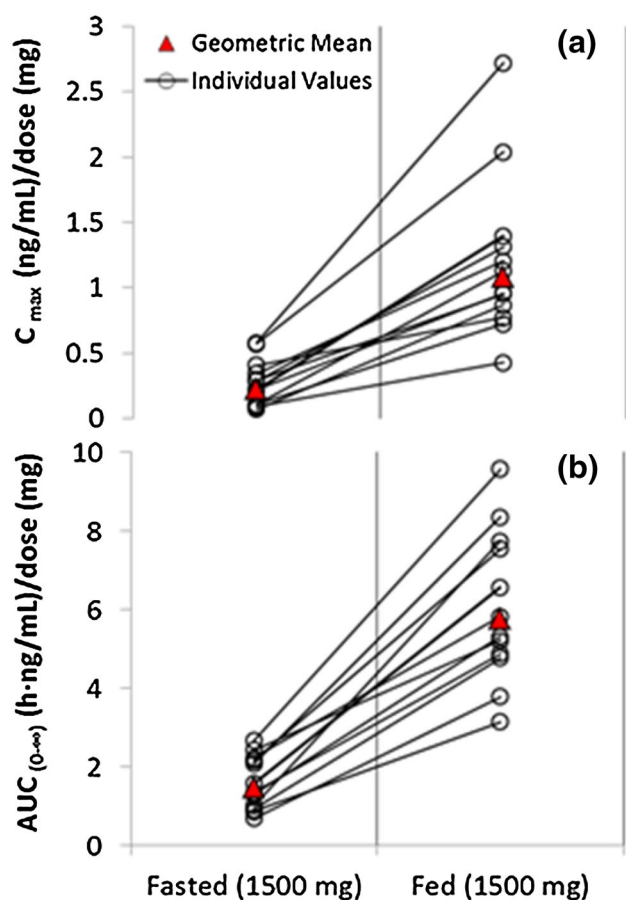 (a)
Geometric Mean
Individual Values
C max (ng/mL)/dose (mg)
3
2.5
2
1.5
1
0.5
0
(b)
AUC (0-∞) (h·ng/mL)/dose (mg)
10
8
6
4
2
0
Fasted (1500 mg) Fed (1500 mg)